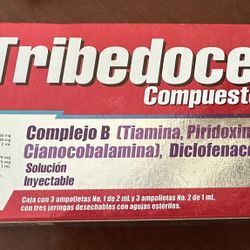 Tribedoce
Compuesto
Complejo B (Tiamina, Piridoxina
Cianocobalamina), Diclofenaco
Solución
Inyectable
Caja con 3 ampolletas No. 1 de 2 mL y 3 ampolletas No. 2 de 1 mL
con tres jeringas desechables con agujas estériles.